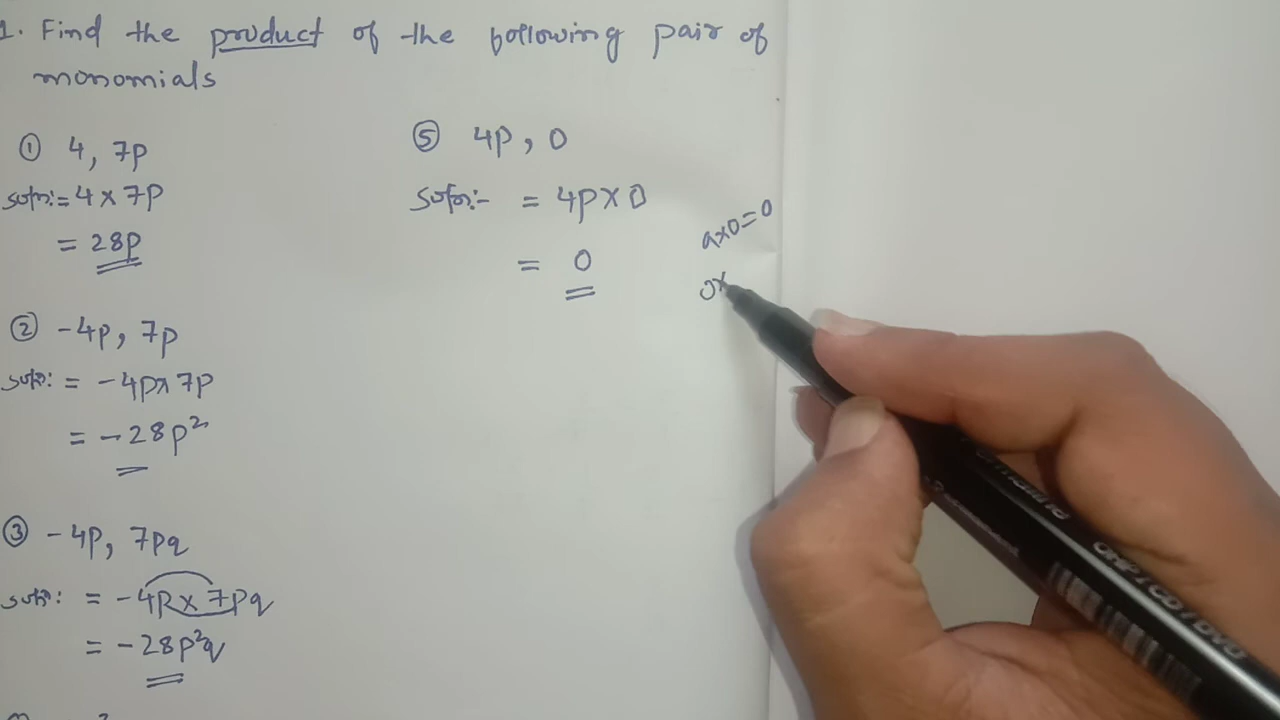 1. Find the product of the following pair of
monomials
① 4, 7p
Soln:= 4 x 7p
= 28p
② -4p, 7p
Soln: = -4p x 7p
= -28p²
③ -4p, 7pq
Soln: = -4p x 7pq
= -28p²q
⑤ 4p, 0
Soln:- = 4p x 0
= 0
a x 0 = 0
0 x